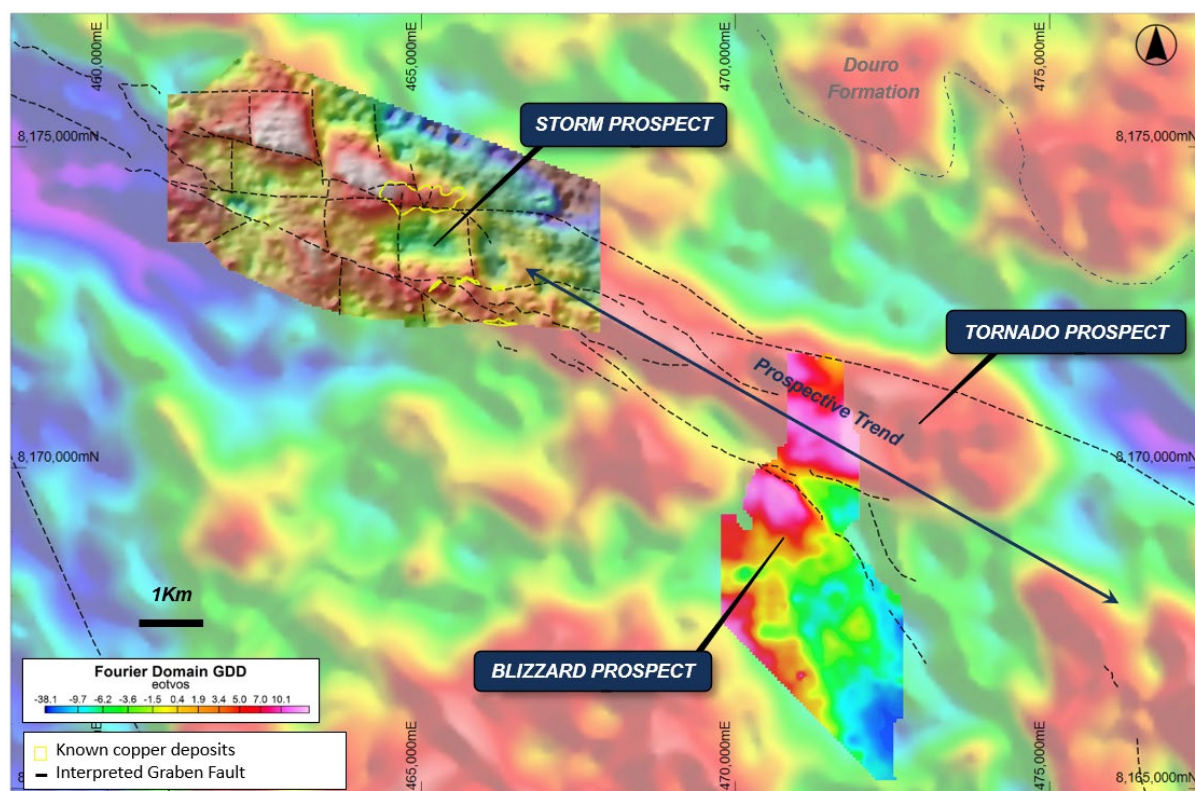 460,000mE
465,000mE
470,000mE
475,000mE
Douro
Formation
8,175,000mN
STORM PROSPECT
8,175,000mN
TORNADO PROSPECT
Prospective Trend
8,170,000mN
8,170,000mN
1Km
BLIZZARD PROSPECT
Fourier Domain GDD
eotvos
-38.1 -9.7 -6.2 -3.6 -1.5 0.4 1.9 3.4 5.0 7.0 10.1
Known copper deposits
Interpreted Graben Fault
465,000mE
470,000mE
475,000mE
8,165,000mN